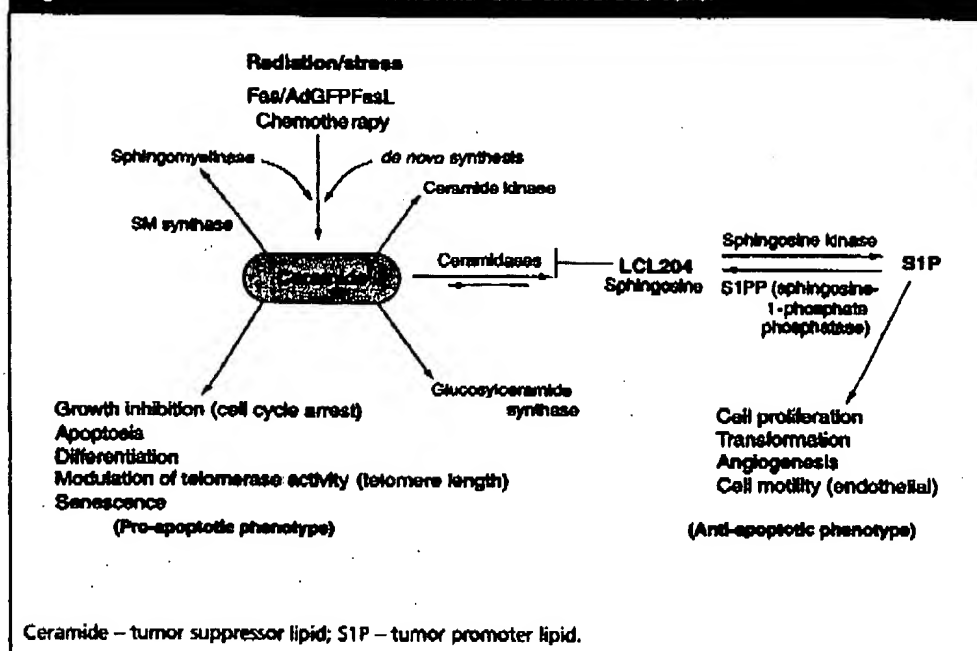 Radiation/stress
Fas/AdGFPFasL
Chemotherapy
Sphingomyelinase
de novo synthesis
Ceramide kinase
SM synthase
Ceramidases
LCL204
Sphingosine
Sphingosine kinase
S1P
S1PP (sphingosine-
1-phosphate
phosphatase)
Glucosylceramide
synthase
Growth inhibition (cell cycle arrest)
Apoptosis
Differentiation
Modulation of telomerase activity (telomere length)
Senescence
(Pro-apoptotic phenotype)
Cell proliferation
Transformation
Angiogenesis
Cell motility (endothelial)
(Anti-apoptotic phenotype)
Ceramide – tumor suppressor lipid; S1P – tumor promoter lipid.